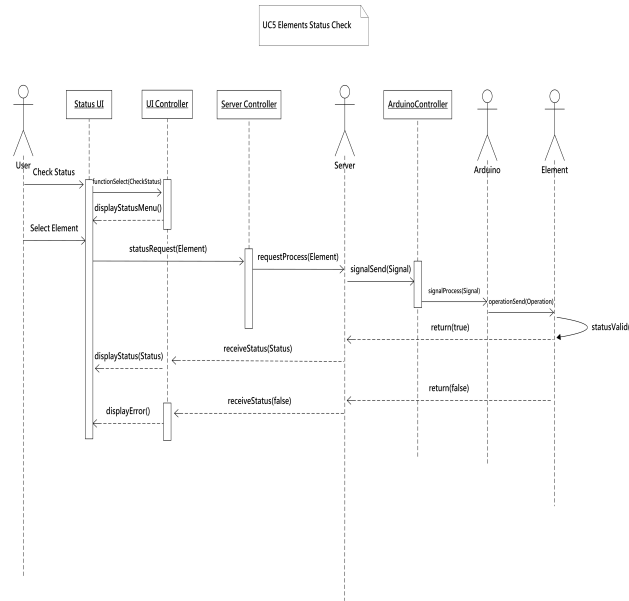 UC5 Elements Status Check
Status UI
UI Controller
Server Controller
ArduinoController
User
Server
Arduino
Element
Check Status
functionSelect(CheckStatus)
displayStatusMenu()
Select Element
statusRequest(Element)
requestProcess(Element)
signalSend(Signal)
signalProcess(Signal)
operationSend(Operation)
return(true)
statusValid
receiveStatus(Status)
displayStatus(Status)
return(false)
receiveStatus(false)
displayError()